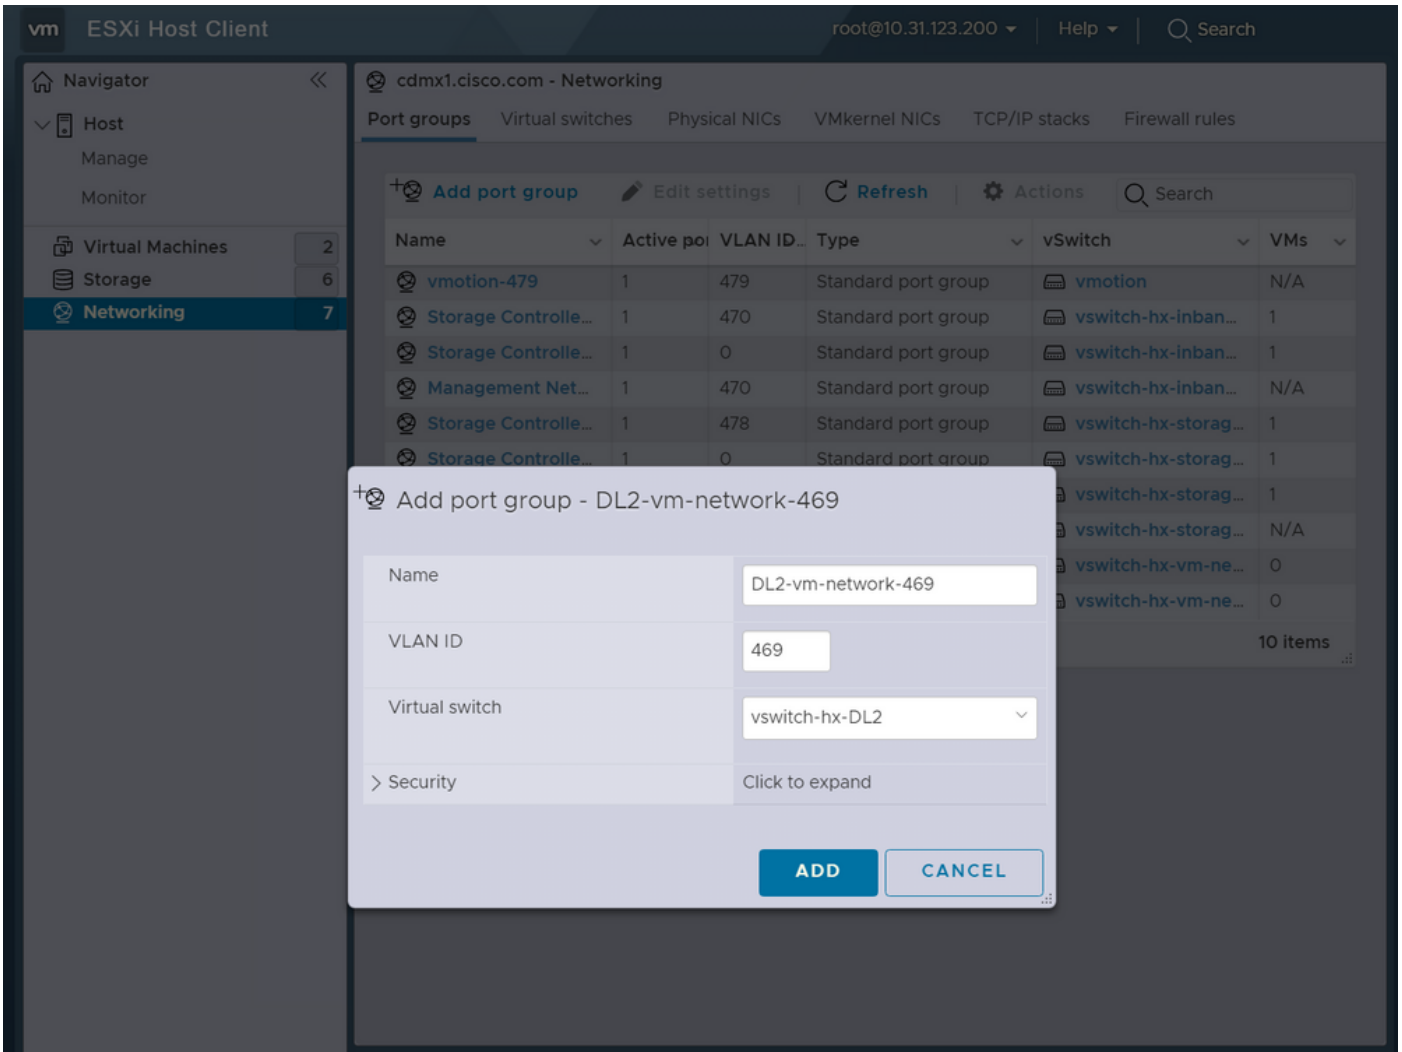 vm ESXi Host Client root@10.31.123.200 Help Search
Navigator
Host
Manage
Monitor
Virtual Machines 2
Storage 6
Networking 7
cdmx1.cisco.com - Networking
Port groups Virtual switches Physical NICs VMkernel NICs TCP/IP stacks Firewall rules
Add port group Edit settings Refresh Actions Search
Name Active por VLAN ID... Type vSwitch VMs
vmotion-479 1 479 Standard port group vmotion N/A
Storage Controlle... 1 470 Standard port group vswitch-hx-inban... 1
Storage Controlle... 1 0 Standard port group vswitch-hx-inban... 1
Management Net... 1 470 Standard port group vswitch-hx-inban... N/A
Storage Controlle... 1 478 Standard port group vswitch-hx-storag... 1
Storage Controlle... 1 0 Standard port group vswitch-hx-storag... 1
vswitch-hx-storag... 1
vswitch-hx-storag... N/A
vswitch-hx-vm-ne... 0
vswitch-hx-vm-ne... 0
10 items
Add port group - DL2-vm-network-469
Name DL2-vm-network-469
VLAN ID 469
Virtual switch vswitch-hx-DL2
Security Click to expand
ADD CANCEL